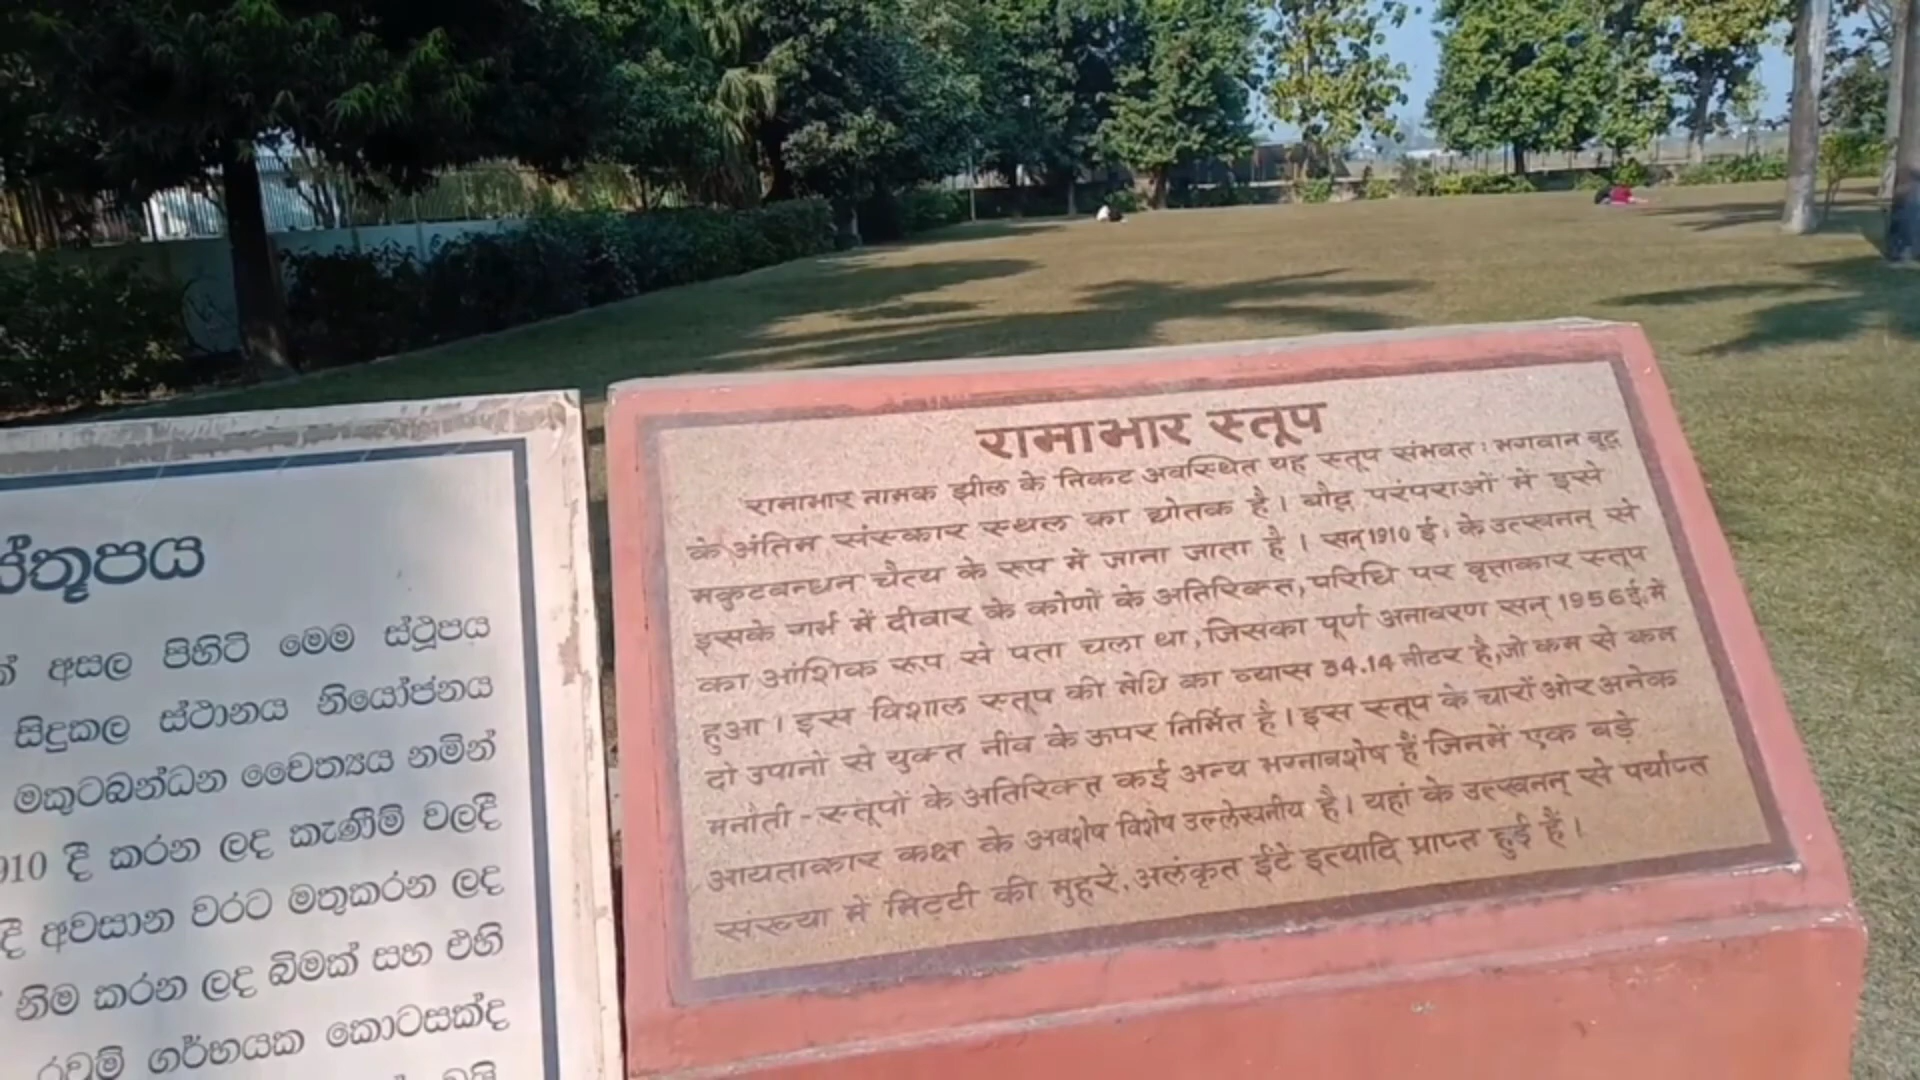 ස්තූපය
අසල පිහිටි මෙම ස්ථූපය
සිදුකල ස්ථානය නියෝජනය
මකුටබන්ධන චෛත්‍යය නමින්
910 දී කරන ලද කැණීම් වලදී
දී අවසාන වරට මතුකරන ලද
නිම කරන ලද බිමක් සහ එහි
රවුම් ගර්භයක කොටසක්ද
रामाभार स्तूप
रामाभार नामक झील के निकट अवस्थित यह स्तूप संभवत: भगवान बुद्ध
के अंतिम संस्कार स्थल का द्योतक है। बौद्ध परंपराओं में इसे
मकुटबन्धन चैत्य के रूप में जाना जाता है। सन् 1910 ई. के उत्खनन् से
इसके गर्भ में दीवार के कोणों के अतिरिक्त, परिधि पर वृत्ताकार स्तूप
का आंशिक रूप से पता चला था, जिसका पूर्ण अनावरण सन् 1956 ई. में
हुआ। इस विशाल स्तूप की मेधि का व्यास 34.14 मीटर है, जो कम से कम
दो उपानो से युक्त नींव के ऊपर निर्मित है। इस स्तूप के चारों ओर अनेक
मनौती-स्तूपों के अतिरिक्त कई अन्य भग्नावशेष हैं जिनमें एक बड़े
आयताकार कक्ष के अवशेष विशेष उल्लेखनीय है। यहां के उत्खनन् से पर्याप्त
संख्या में मिट्टी की मुहरें, अलंकृत ईंटे इत्यादि प्राप्त हुई हैं।